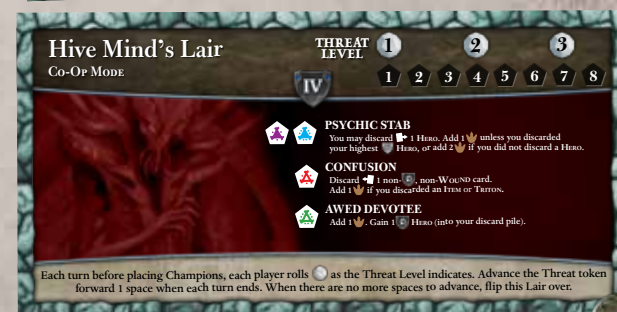 Hive Mind's Lair THREAT LEVEL 1 2 3
Co-Op Mode 1 2 3 4 5 6 7 8
IV
PSYCHIC STAB
You may discard 1 Hero. Add 1 unless you discarded
your highest Hero, or add 2 if you did not discard a Hero.
CONFUSION
Discard 1 non- , non-Wound card.
Add 1 if you discarded an Item or Triton.
AWED DEVOTEE
Add 1 . Gain 1 Hero (into your discard pile).
Each turn before placing Champions, each player rolls as the Threat Level indicates. Advance the Threat token
forward 1 space when each turn ends. When there are no more spaces to advance, flip this Lair over.